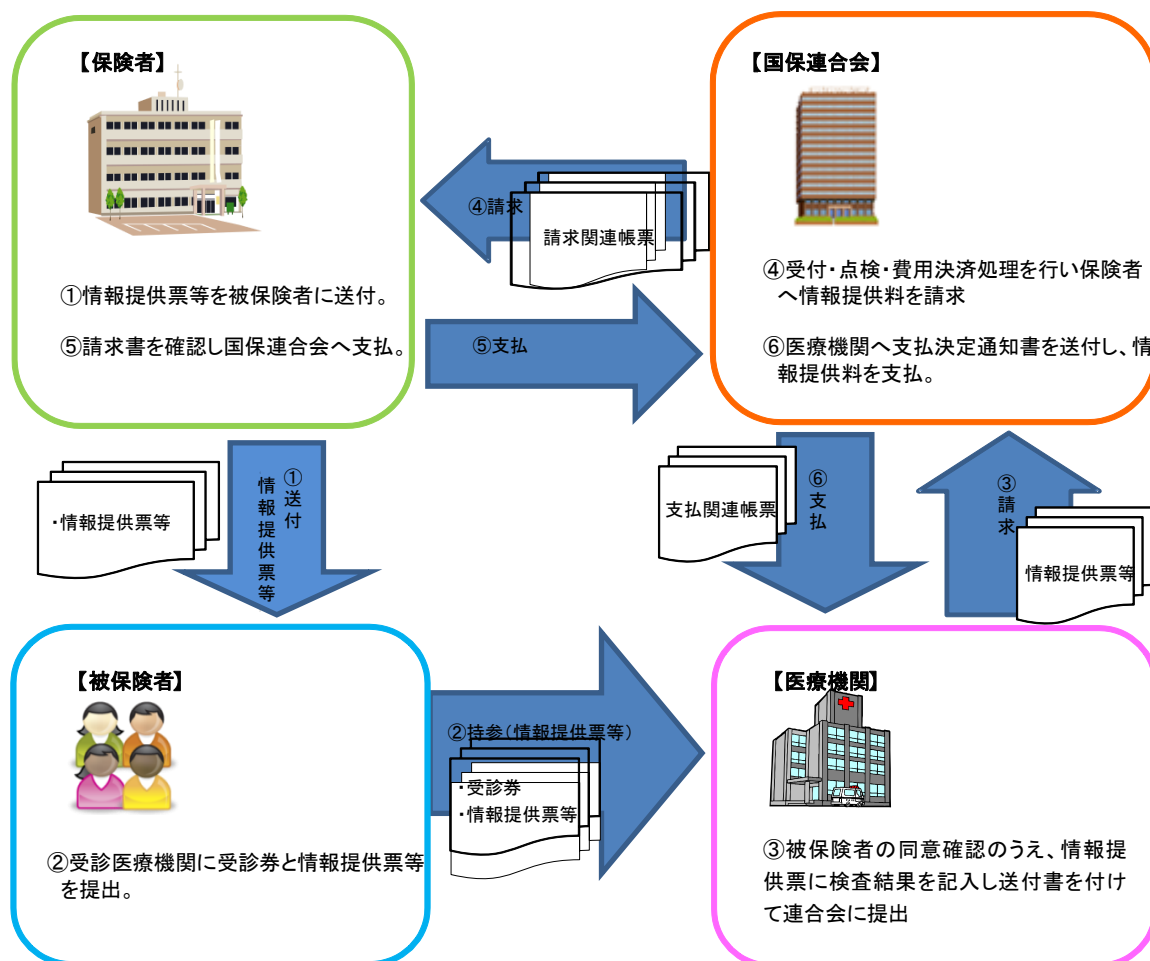 【保険者】
①情報提供票等を被保険者に送付。
⑤請求書を確認し国保連合会へ支払。
④請求
請求関連帳票
⑤支払
【国保連合会】
④受付・点検・費用決済処理を行い保険者
へ情報提供料を請求
⑥医療機関へ支払決定通知書を送付し、情
報提供料を支払。
・情報提供票等
①送付
情報提供票等
支払関連帳票
⑥支払
③請求
情報提供票等
【被保険者】
②受診医療機関に受診券と情報提供票等
を提出。
②持参（情報提供票等）
・受診券
・情報提供票等
【医療機関】
③被保険者の同意確認のうえ、情報提
供票に検査結果を記入し送付書を付け
て連合会に提出